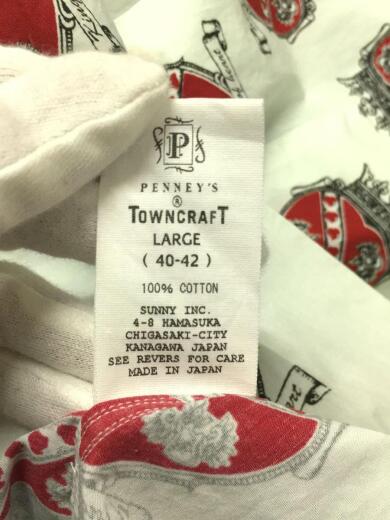 P
PENNEY'S
®
TOWNCRAFT
LARGE
( 40-42 )
100% COTTON
SUNNY INC.
4-8 HAMASUKA
CHIGASAKI-CITY
KANAGAWA JAPAN
SEE REVERS FOR CARE
MADE IN JAPAN